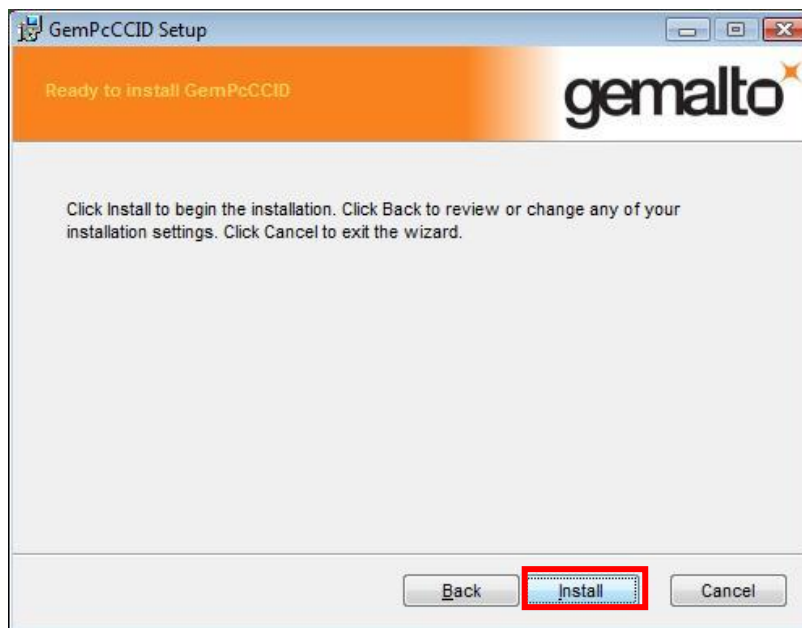 GemPcCCID Setup
Ready to install GemPcCCID
gemalto
Click Install to begin the installation. Click Back to review or change any of your
installation settings. Click Cancel to exit the wizard.
Back Install Cancel